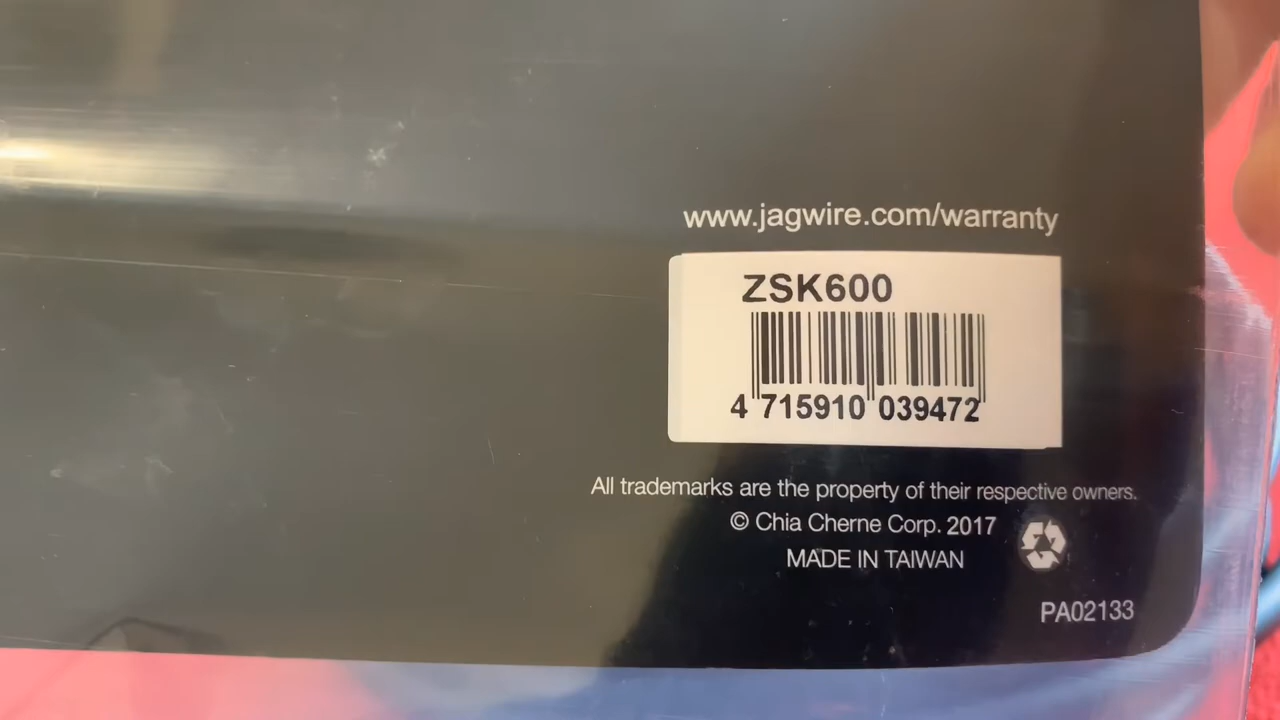 www.jagwire.com/warranty
ZSK600
4 715910 039472
All trademarks are the property of their respective owners.
© Chia Cherne Corp. 2017
MADE IN TAIWAN
PA02133